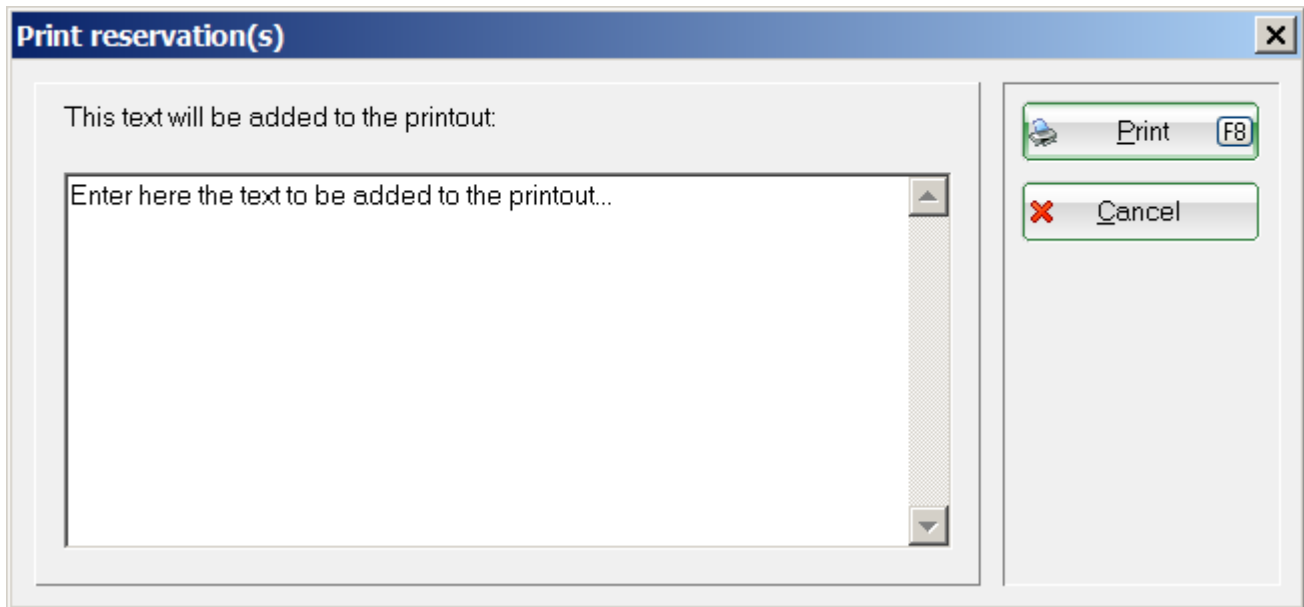 Print reservation(s)
This text will be added to the printout:
Enter here the text to be added to the printout...
Print F8
Cancel